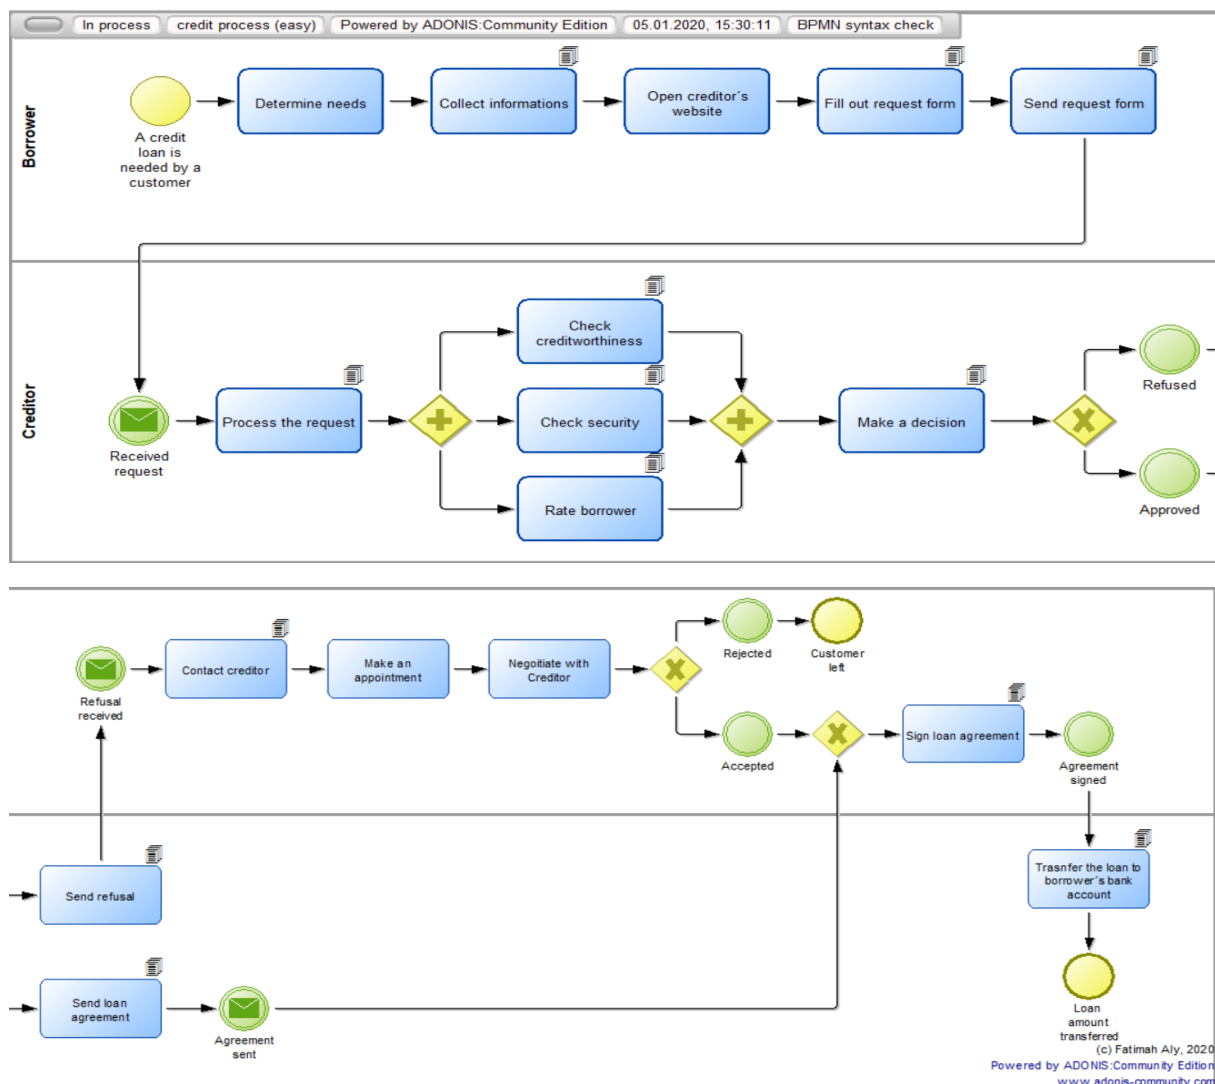 In process credit process (easy) Powered by ADONIS:Community Edition 05.01.2020, 15:30:11 BPMN syntax check
Borrower
A credit
loan is
needed by a
customer
Determine needs
Collect informations
Open creditor´s
website
Fill out request form
Send request form
Creditor
Received
request
Process the request
Check
creditworthiness
Check security
Rate borrower
Make a decision
Refused
Approved
Refusal
received
Contact creditor
Make an
appointment
Negoitiate with
Creditor
Rejected
Customer
left
Accepted
Sign loan agreement
Agreement
signed
Send refusal
Trasnfer the loan to
borrower´s bank
account
Send loan
agreement
Agreement
sent
Loan
amount
transferred
(c) Fatimah Aly, 2020
Powered by ADONIS:Community Edition
www.adonis-community.com